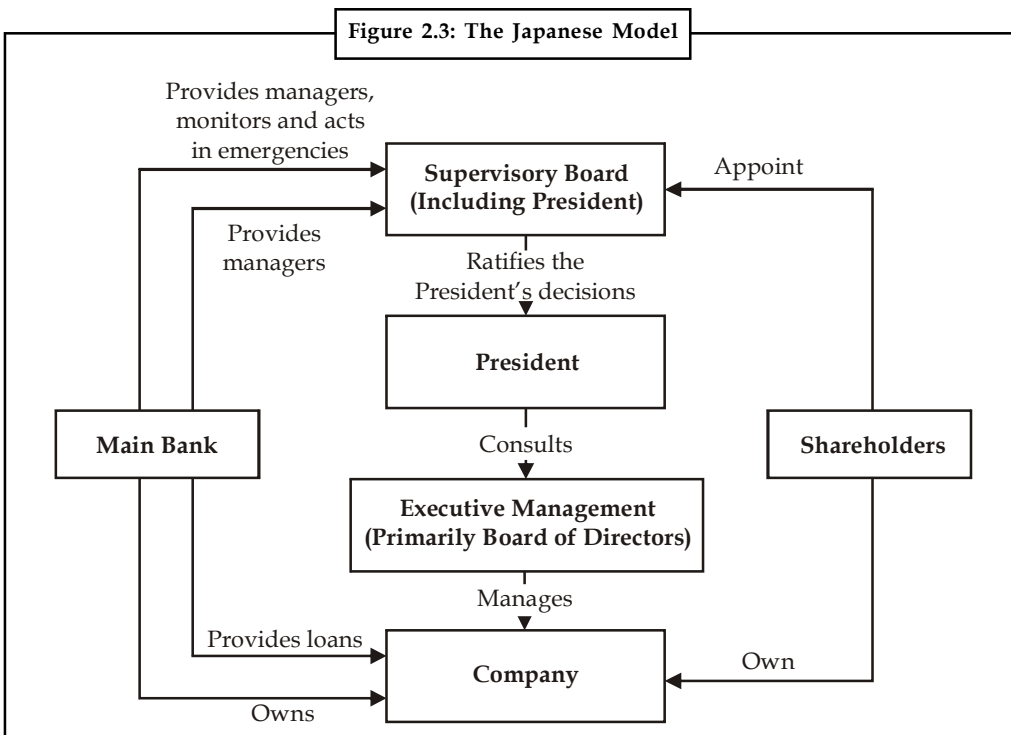 Figure 2.3: The Japanese Model
Provides managers,
monitors and acts
in emergencies
Supervisory Board
(Including President)
Appoint
Provides
managers
Ratifies the
President's decisions
President
Main Bank
Consults
Shareholders
Executive Management
(Primarily Board of Directors)
Manages
Provides loans
Company
Own
Owns